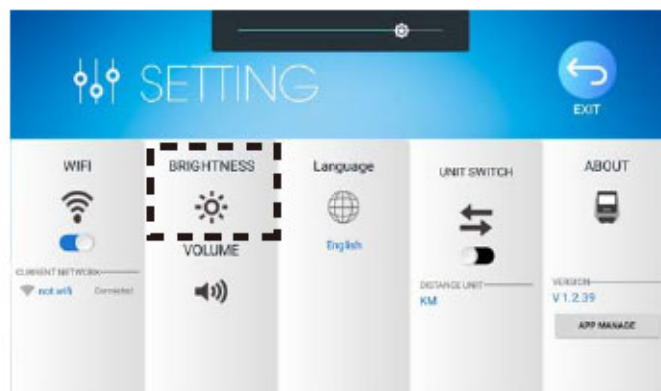 SETTING
EXIT
WIFI
BRIGHTNESS
Language
UNIT SWITCH
ABOUT
VOLUME
English
CURRENT NETWORK
not wifi Connected
DISTANCE UNIT
KM
VERSION
V 1.2.39
APP MANAGE